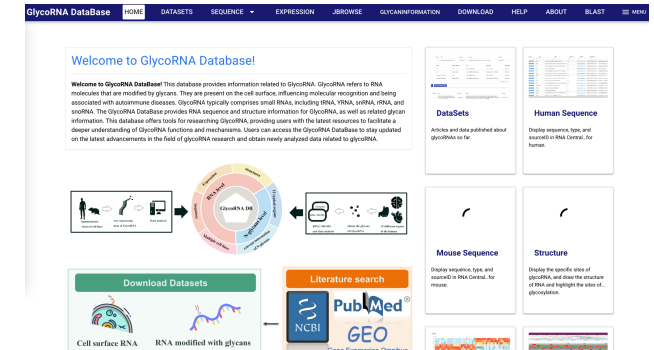 GlycoRNA DataBase HOME DATASETS SEQUENCE EXPRESSION JBROWSE GLYCANINFORMATION DOWNLOAD HELP ABOUT BLAST MENU
Welcome to GlycoRNA Database!
Welcome to GlycoRNA Database! This database provides information related to GlycoRNA. GlycoRNA refers to RNA
molecules that are modified by glycans. They are present on the cell surface, influencing molecular recognition and being
associated with autoimmune diseases. GlycoRNA typically comprises small RNAs, including tRNA, YRNA, snRNA, rRNA, and
snoRNA. The GlycoRNA DataBase provides RNA sequence and structure information for GlycoRNA, as well as related glycan
information. This database offers tools for researching GlycoRNA, providing users with the latest resources to facilitate a
deeper understanding of GlycoRNA functions and mechanisms. Users can access the GlycoRNA DataBase to stay updated
on the latest advancements in the field of glycoRNA research and obtain newly analyzed data related to glycoRNA.
DataSets
Articles and data published about
glycoRNAs so far.
Human Sequence
Display sequence, type, and
sourceID in RNA Central...for
human.
RNA level
GlycoRNA DB
N-glycans level
Mouse Sequence
Display sequence, type, and
sourceID in RNA Central...for
mouse.
Structure
Display the specific sites of
glycoRNA, and draw the structure
of RNA and highlight the sites of...
glycosylation.
Download Datasets
Cell surface RNA
RNA modified with glycans
Literature search
NCBI
PubMed
GEO
Gene Expression Omnibus